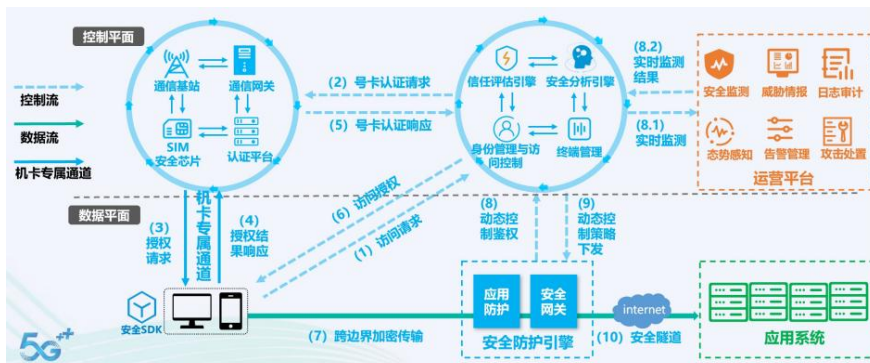 控制平面
控制流
数据流
机卡专属通道
数据平面
通信基站
通信网关
SIM
安全芯片
认证平台
(2) 号卡认证请求
(5) 号卡认证响应
信任评估引擎
安全分析引擎
身份管理与访
问控制
终端管理
(8.2)
实时监测
结果
(8.1)
实时监测
安全监测
威胁情报
日志审计
态势感知
告警管理
攻击处置
运营平台
(3)
授权
请求
机卡专属通道
(4)
授权结
果响应
(6) 访问授权
(1) 访问请求
(8)
动态控
制鉴权
(9)
动态控
制策略
下发
安全SDK
(7) 跨边界加密传输
应用
防护
安全
网关
安全防护引擎
internet
(10) 安全隧道
应用系统
5G++